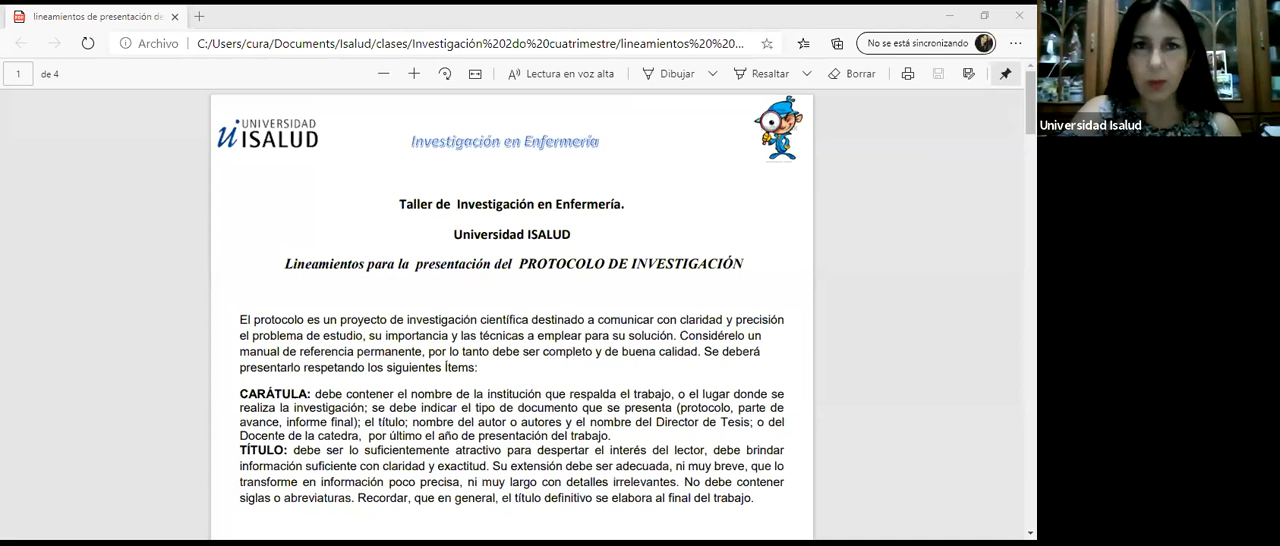 lineamientos de presentación de
Archivo
C:/Users/cura/Documents/Isalud/clases/Investigación%202do%20cuatrimestre/lineamientos%20%20...
No se está sincronizando
1
de 4
Lectura en voz alta
Dibujar
Resaltar
Borrar
Universidad Isalud
UNIVERSIDAD
ISALUD
Investigación en Enfermería
Taller de Investigación en Enfermería.
Universidad ISALUD
Lineamientos para la presentación del PROTOCOLO DE INVESTIGACIÓN
El protocolo es un proyecto de investigación científica destinado a comunicar con claridad y precisión
el problema de estudio, su importancia y las técnicas a emplear para su solución. Considérelo un
manual de referencia permanente, por lo tanto debe ser completo y de buena calidad. Se deberá
presentarlo respetando los siguientes Ítems:
CARÁTULA: debe contener el nombre de la institución que respalda el trabajo, o el lugar donde se
realiza la investigación; se debe indicar el tipo de documento que se presenta (protocolo, parte de
avance, informe final); el título; nombre del autor o autores y el nombre del Director de Tesis; o del
Docente de la catedra, por último el año de presentación del trabajo.
TÍTULO: debe ser lo suficientemente atractivo para despertar el interés del lector, debe brindar
información suficiente con claridad y exactitud. Su extensión debe ser adecuada, ni muy breve, que lo
transforme en información poco precisa, ni muy largo con detalles irrelevantes. No debe contener
siglas o abreviaturas. Recordar, que en general, el título definitivo se elabora al final del trabajo.